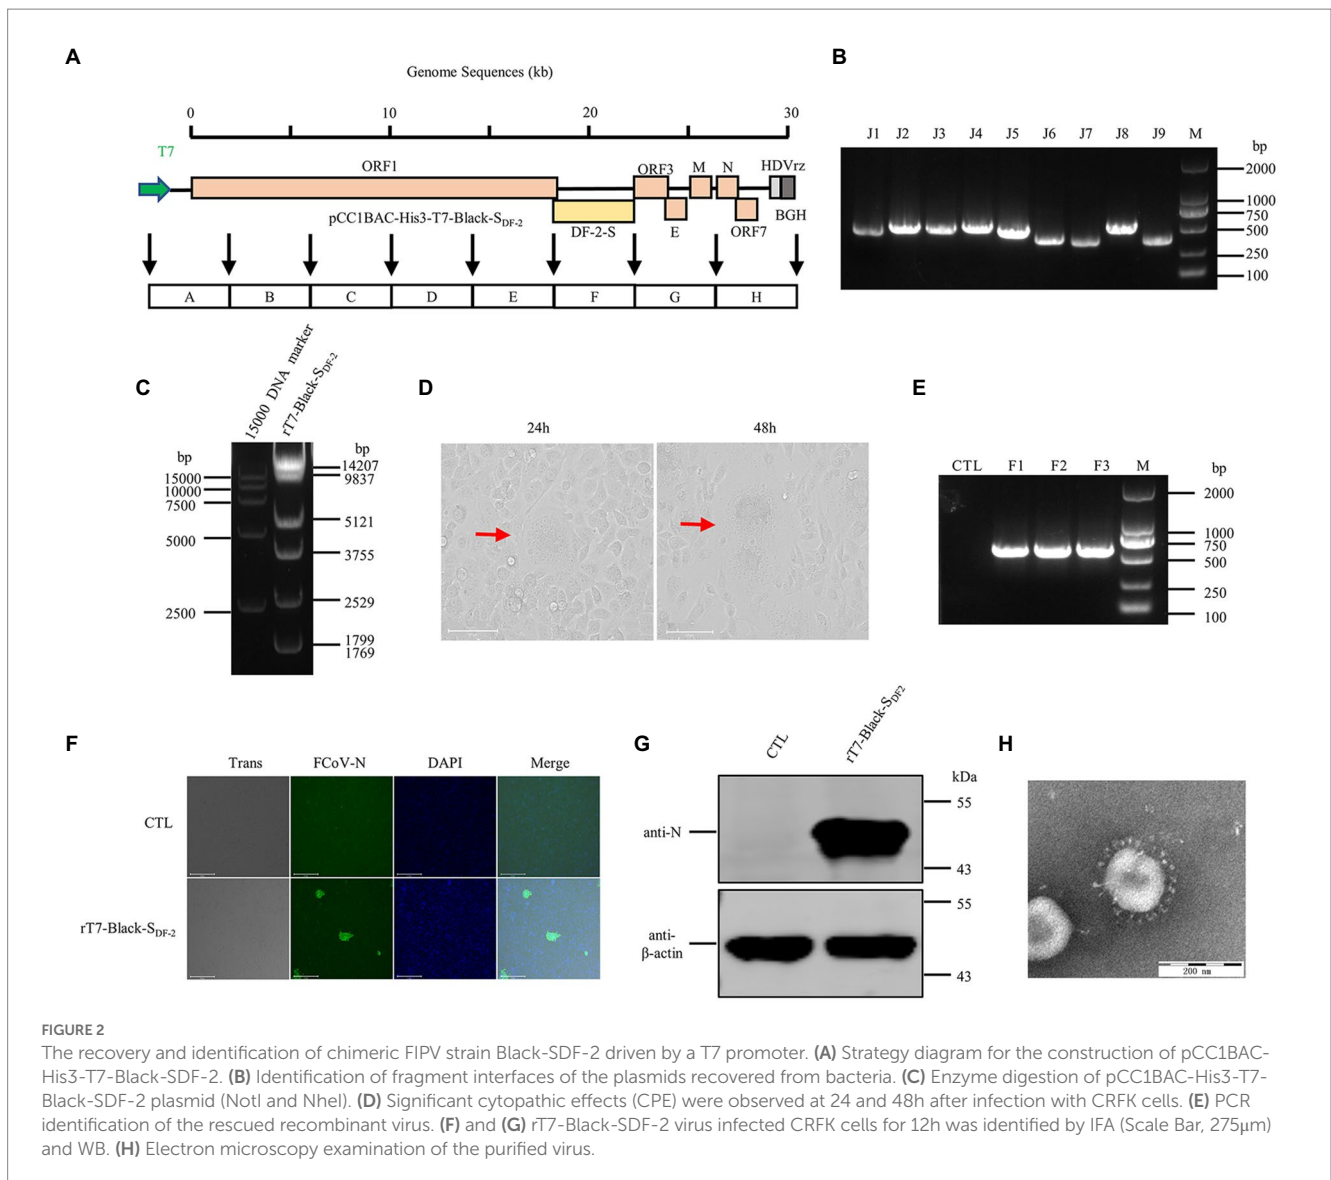 A
Genome Sequences (kb)
0 10 20 30
T7
ORF1
ORF3 M N HDVrz
pCC1BAC-His3-T7-Black-SDF-2
DF-2-S E ORF7 BGH
A B C D E F G H
B
J1 J2 J3 J4 J5 J6 J7 J8 J9 M
bp
2000
1000
750
500
250
100
C
15000 DNA marker
rT7-Black-SDF-2
bp
15000
10000
7500
5000
2500
bp
14207
9837
5121
3755
2529
1799
1769
D
24h 48h
E
CTL F1 F2 F3 M
bp
2000
1000
750
500
250
100
F
Trans FCoV-N DAPI Merge
CTL
rT7-Black-SDF-2
G
CTL
rT7-Black-SDF2
kDa
anti-N
55
43
anti-
β-actin
55
43
H
200 nm
FIGURE 2
The recovery and identification of chimeric FIPV strain Black-SDF-2 driven by a T7 promoter. (A) Strategy diagram for the construction of pCC1BAC-
His3-T7-Black-SDF-2. (B) Identification of fragment interfaces of the plasmids recovered from bacteria. (C) Enzyme digestion of pCC1BAC-His3-T7-
Black-SDF-2 plasmid (NotI and NheI). (D) Significant cytopathic effects (CPE) were observed at 24 and 48h after infection with CRFK cells. (E) PCR
identification of the rescued recombinant virus. (F) and (G) rT7-Black-SDF-2 virus infected CRFK cells for 12h was identified by IFA (Scale Bar, 275μm)
and WB. (H) Electron microscopy examination of the purified virus.